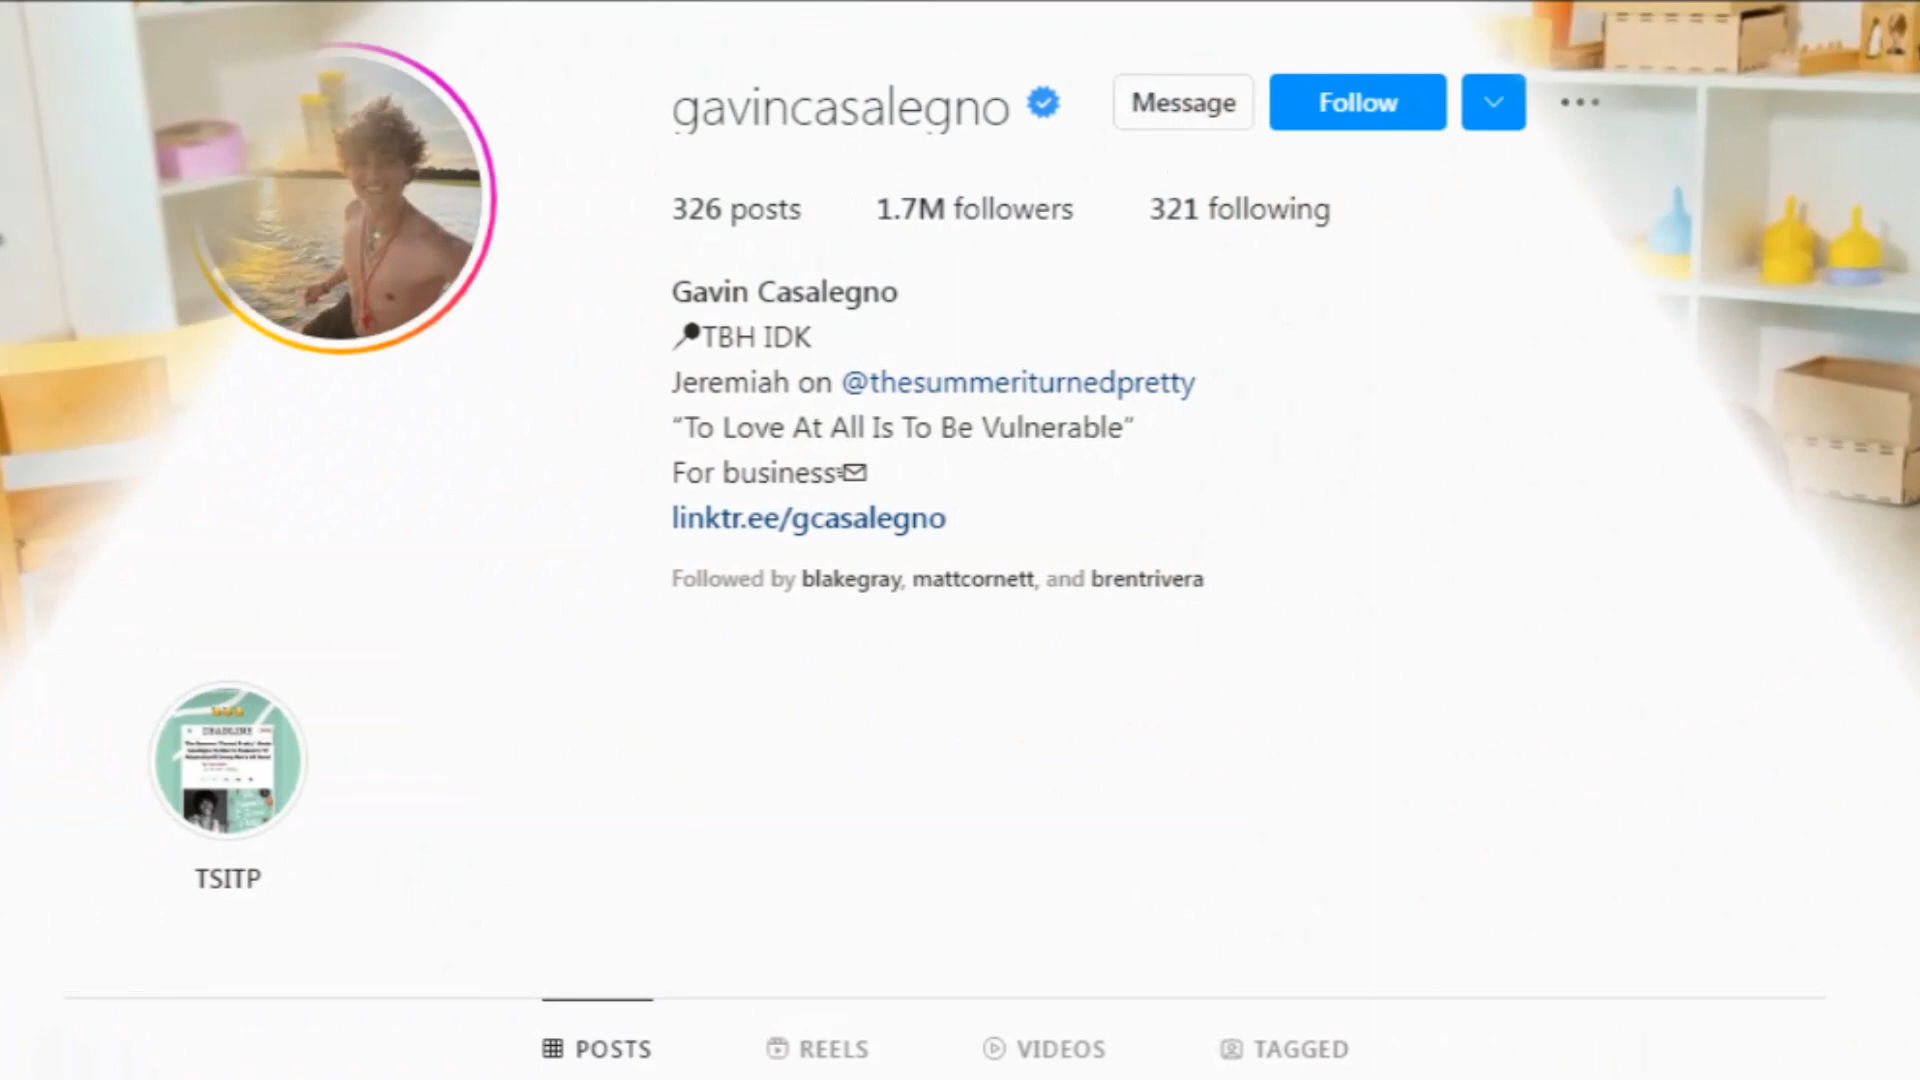 gavincasalegno Message Follow
326 posts 1.7M followers 321 following
Gavin Casalegno
TBH IDK
Jeremiah on @thesummeriturnedpretty
“To Love At All Is To Be Vulnerable”
For business
linktr.ee/gcasalegno
Followed by blakegray, mattcornett, and brentrivera
DEADLINE
TSITP
POSTS REELS VIDEOS TAGGED